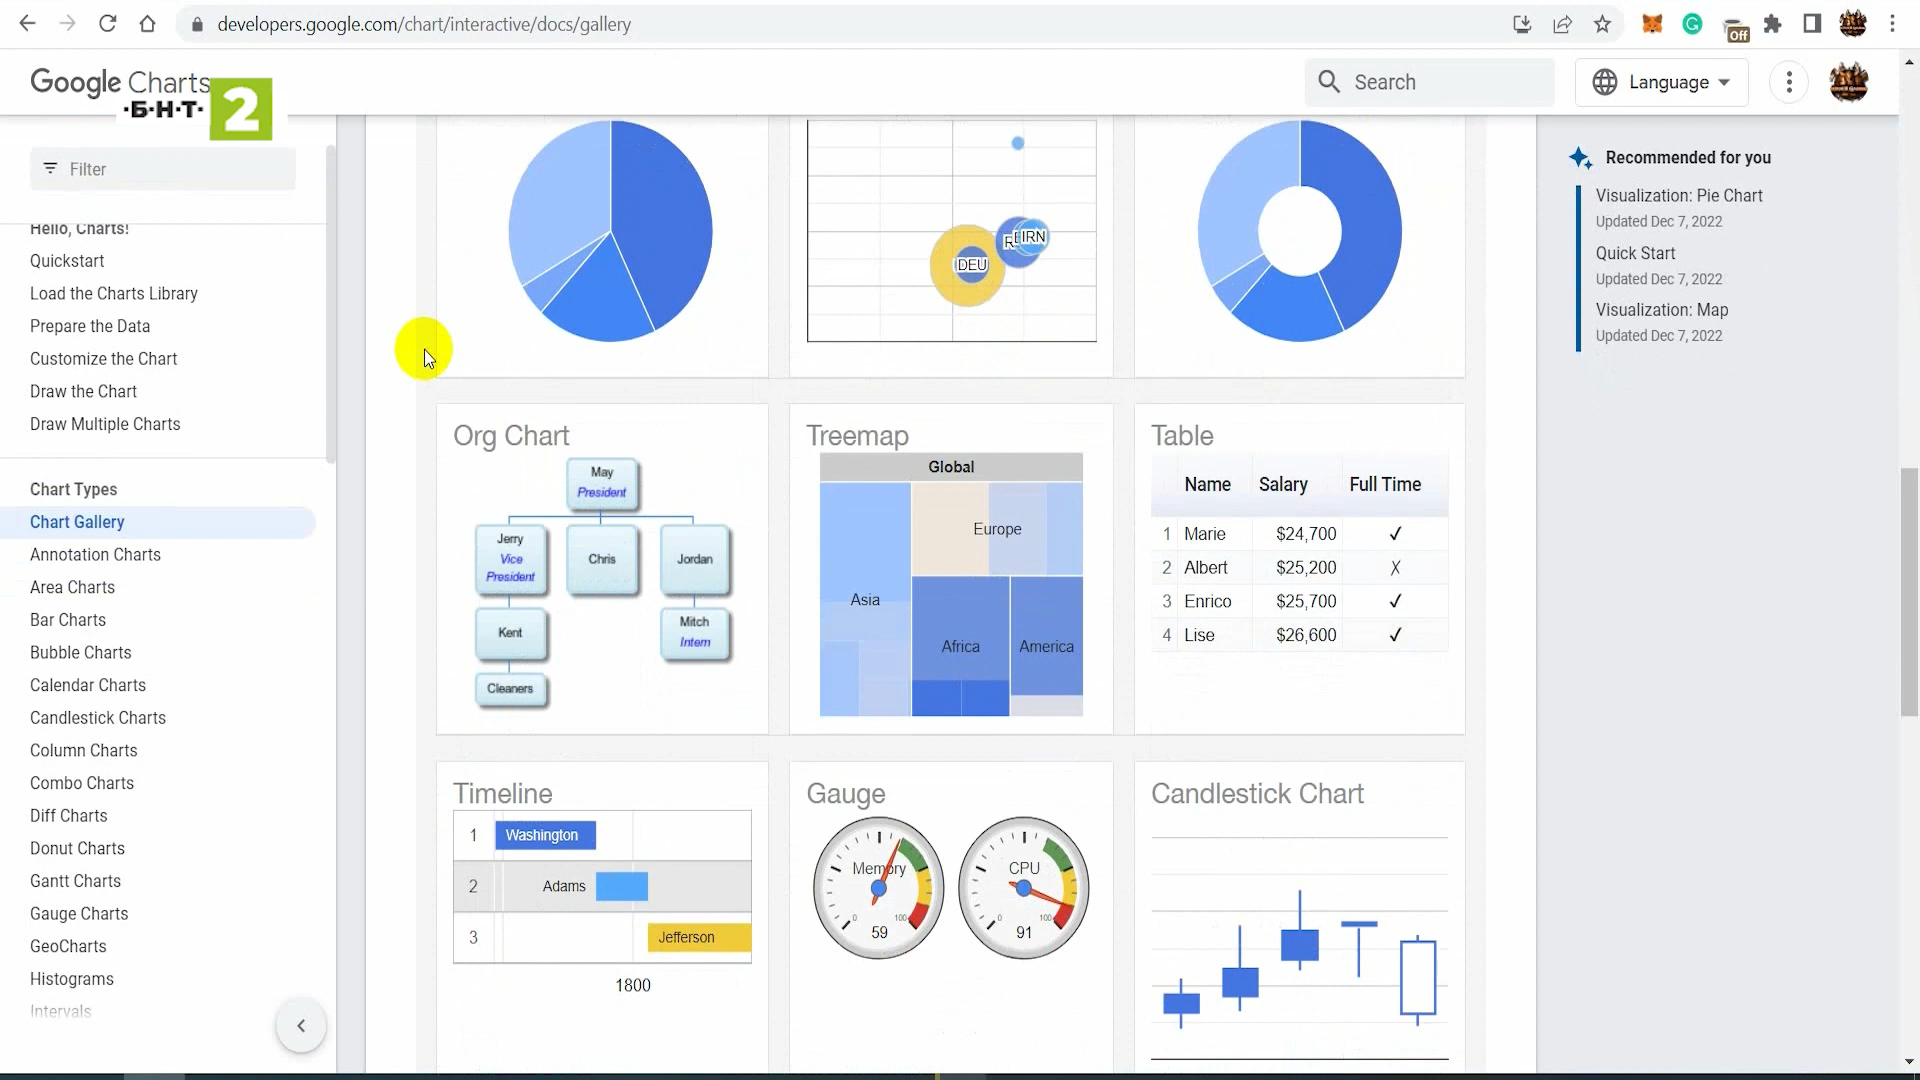 developers.google.com/chart/interactive/docs/gallery
Off
Google Charts
·Б·Н·Т· 2
Search
Language
Filter
Hello, Charts!
Quickstart
Load the Charts Library
Prepare the Data
Customize the Chart
Draw the Chart
Draw Multiple Charts
Chart Types
Chart Gallery
Annotation Charts
Area Charts
Bar Charts
Bubble Charts
Calendar Charts
Candlestick Charts
Column Charts
Combo Charts
Diff Charts
Donut Charts
Gantt Charts
Gauge Charts
GeoCharts
Histograms
Intervals
DEU
IRN
Org Chart
May
President
Jerry
Vice
President
Chris
Jordan
Kent
Mitch
Intern
Cleaners
Treemap
Global
Europe
Asia
Africa
America
Table
Name Salary Full Time
1 Marie $24,700 ✓
2 Albert $25,200 ✗
3 Enrico $25,700 ✓
4 Lise $26,600 ✓
Timeline
1 Washington
2 Adams
3 Jefferson
1800
Gauge
Memory
0 100
59
CPU
0 100
91
Candlestick Chart
Recommended for you
Visualization: Pie Chart
Updated Dec 7, 2022
Quick Start
Updated Dec 7, 2022
Visualization: Map
Updated Dec 7, 2022